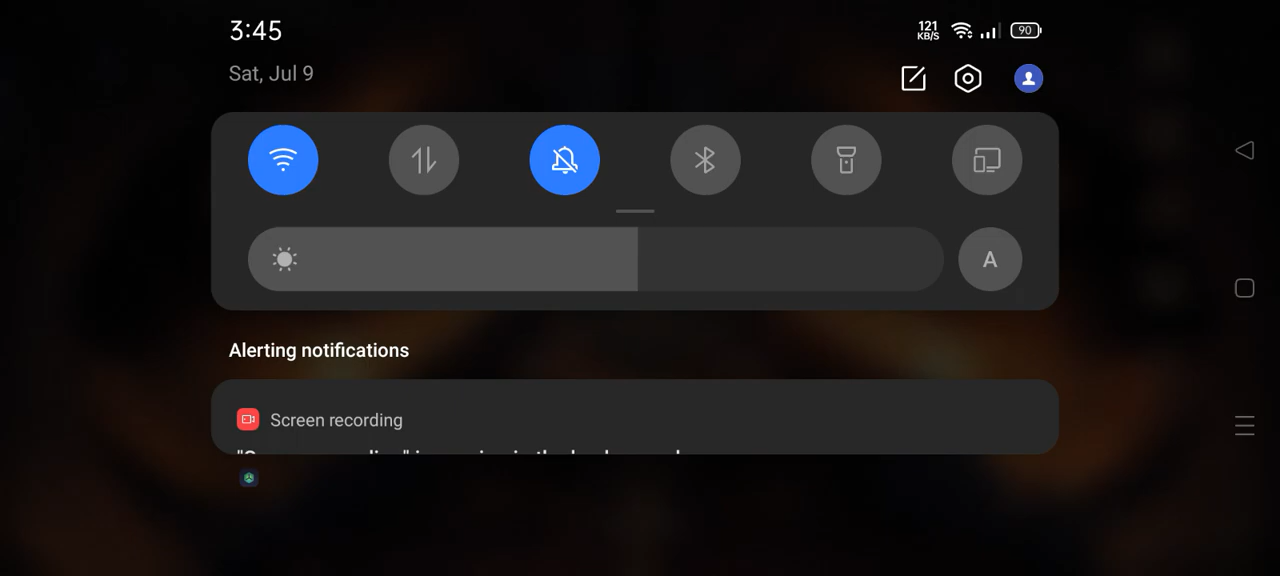 3:45
121
KB/S
90
Sat, Jul 9
A
Alerting notifications
Screen recording